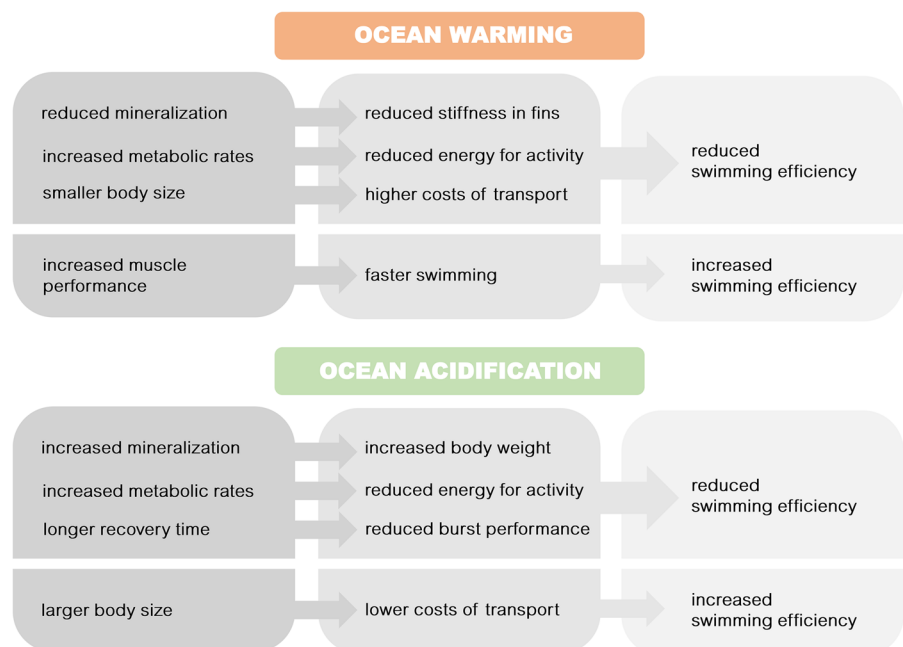 OCEAN WARMING
reduced mineralization
reduced stiffness in fins
increased metabolic rates
reduced energy for activity
smaller body size
higher costs of transport
reduced
swimming efficiency
increased muscle
performance
faster swimming
increased
swimming efficiency
OCEAN ACIDIFICATION
increased mineralization
increased body weight
increased metabolic rates
reduced energy for activity
longer recovery time
reduced burst performance
reduced
swimming efficiency
larger body size
lower costs of transport
increased
swimming efficiency